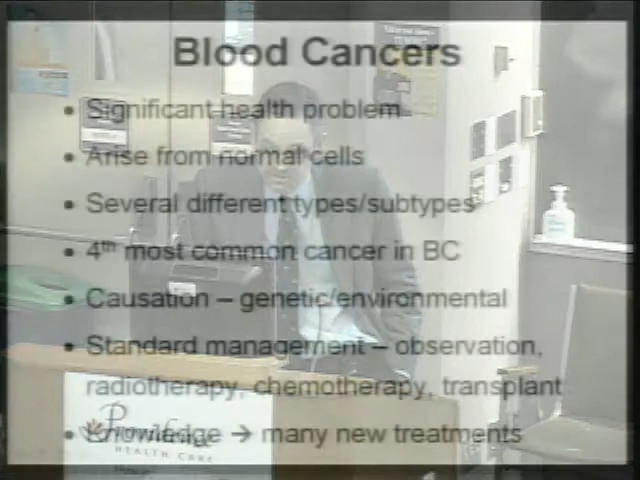 Blood Cancers
• Significant health problem
• Arise from normal cells
• Several different types/subtypes
• 4th most common cancer in BC
• Causation – genetic/environmental
• Standard management – observation,
radiotherapy, chemotherapy, transplant
• Knowledge → many new treatments
Providence
HEALTH CARE